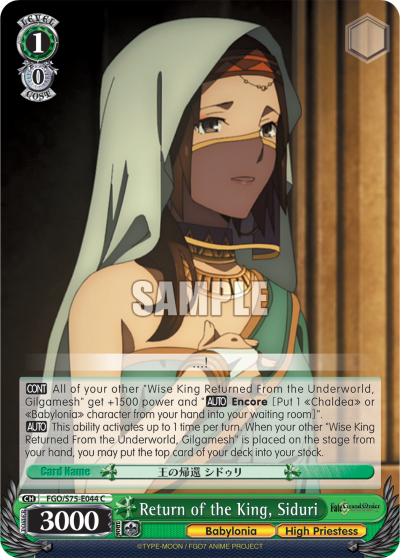 LEVEL
1
0
COST
SAMPLE
...!
CONT All of your other "Wise King Returned From the Underworld,
Gilgamesh" get +1500 power and "AUTO Encore [Put 1 «Chaldea» or
«Babylonia» character from your hand into your waiting room]".
AUTO This ability activates up to 1 time per turn. When your other "Wise
King Returned From the Underworld, Gilgamesh" is placed on the stage from
your hand, you may put the top card of your deck into your stock.
Card Name 王の帰還 シドゥリ
CH FGO/S75-E044 C
3000
Return of the King, Siduri
Fate/Grand Order
Babylonia High Priestess
©TYPE-MOON / FGO7 ANIME PROJECT